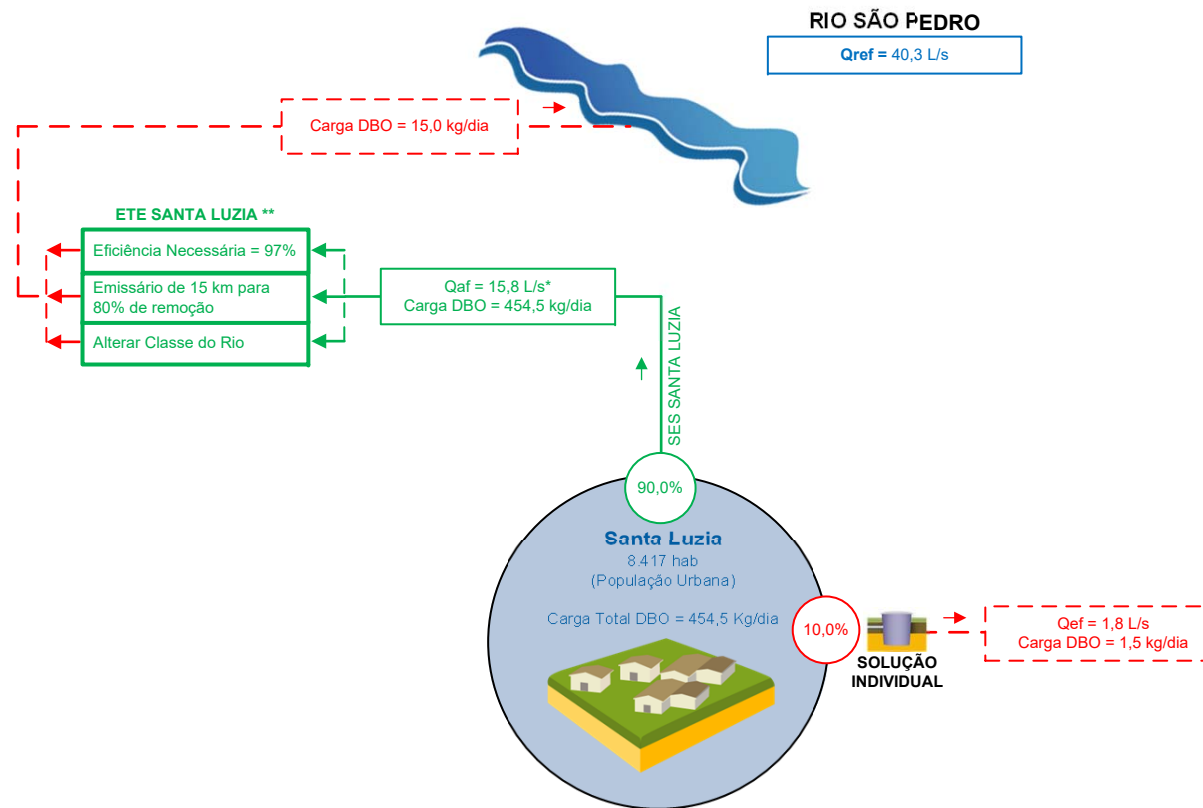 RIO SÃO PEDRO
Qref = 40,3 L/s
Carga DBO = 15,0 kg/dia
ETE SANTA LUZIA **
Eficiência Necessária = 97%
Emissário de 15 km para
80% de remoção
Alterar Classe do Rio
Qaf = 15,8 L/s*
Carga DBO = 454,5 kg/dia
SES SANTA LUZIA
90,0%
Santa Luzia
8.417 hab
(População Urbana)
Carga Total DBO = 454,5 Kg/dia
10,0%
SOLUÇÃO
INDIVIDUAL
Qef = 1,8 L/s
Carga DBO = 1,5 kg/dia